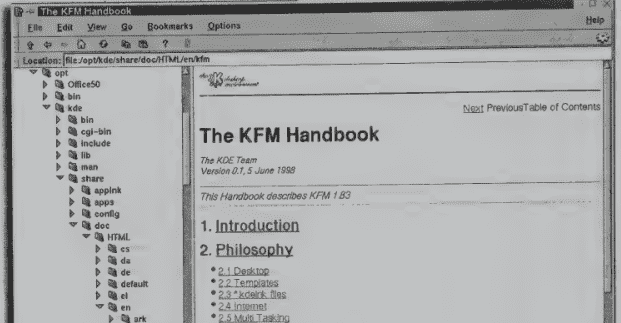 The KFM Handbook
File Edit View Go Bookmarks Options Help
Location: file:/opt/kde/share/doc/HTML/en/kfm
opt
Office50
bin
kde
bin
cgi-bin
include
lib
man
share
applnk
apps
config
doc
HTML
cs
da
de
default
el
en
ark
Next PreviousTable of Contents
The KFM Handbook
The KDE Team
Version 0.1, 5 June 1998
This Handbook describes KFM 1.B3
1. Introduction
2. Philosophy
2.1 Desktop
2.2 Templates
2.3 *.kdelnk files
2.4 Internet
2.5 Multi Tasking